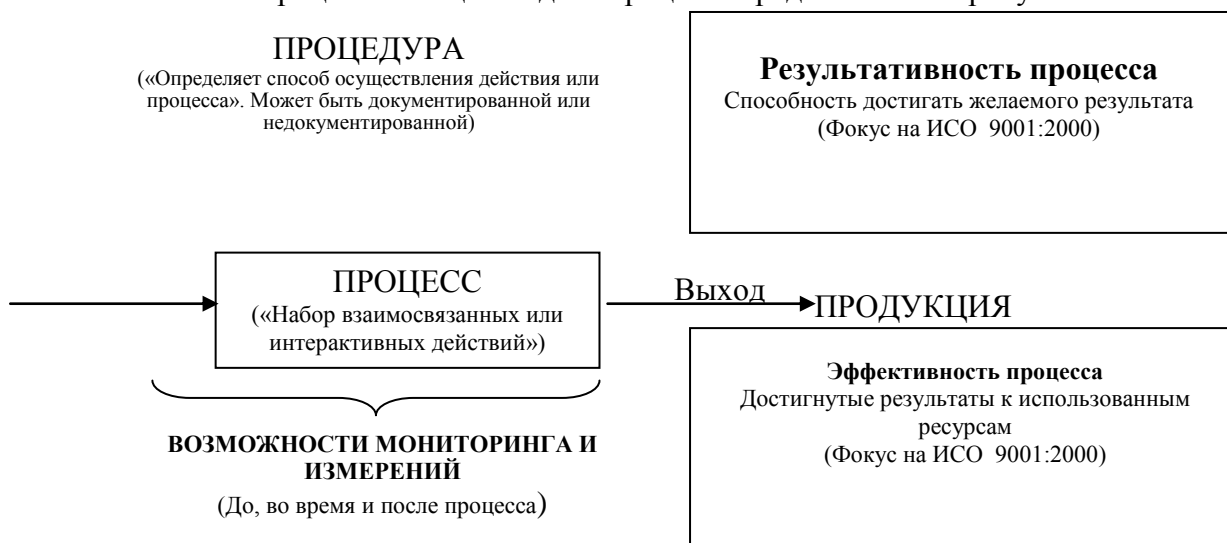 ПРОЦЕДУРА
(«Определяет способ осуществления действия или
процесса». Может быть документированной или
недокументированной)
Результативность процесса
Способность достигать желаемого результата
(Фокус на ИСО 9001:2000)
ПРОЦЕСС
(«Набор взаимосвязанных или
интерактивных действий»)
Выход
ПРОДУКЦИЯ
Эффективность процесса
Достигнутые результаты к использованным
ресурсам
(Фокус на ИСО 9001:2000)
ВОЗМОЖНОСТИ МОНИТОРИНГА И
ИЗМЕРЕНИЙ
(До, во время и после процесса)